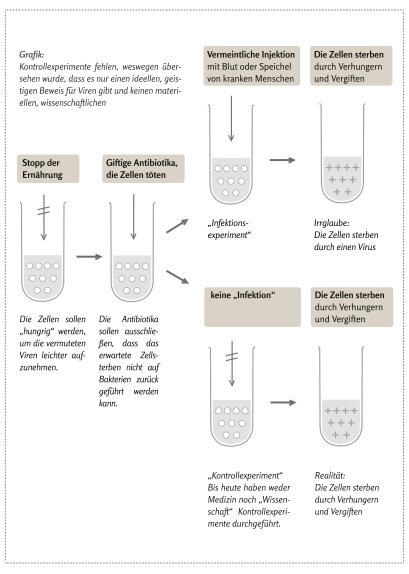 Grafik:
Kontrollexperimente fehlen, weswegen über-
sehen wurde, dass es nur einen ideellen, geis-
tigen Beweis für Viren gibt und keinen materi-
ellen, wissenschaftlichen
Vermeintliche Injektion
mit Blut oder Speichel
von kranken Menschen
Die Zellen sterben
durch Verhungern
und Vergiften
Stopp der
Ernährung
Giftige Antibiotika,
die Zellen töten
„Infektions-
experiment“
Irrglaube:
Die Zellen sterben
durch einen Virus
Die Zellen sollen
„hungrig“ werden,
um die vermuteten
Viren leichter auf-
zunehmen.
Die Antibiotika
sollen ausschlie-
ßen, dass das
erwartete Zells-
terben nicht auf
Bakterien zurück
geführt werden
kann.
keine „Infektion“
Die Zellen sterben
durch Verhungern
und Vergiften
„Kontrollexperiment“
Bis heute haben weder
Medizin noch „Wissen-
schaft“ Kontrollexperi-
mente durchgeführt.
Realität:
Die Zellen sterben
durch Verhungern
und Vergiften